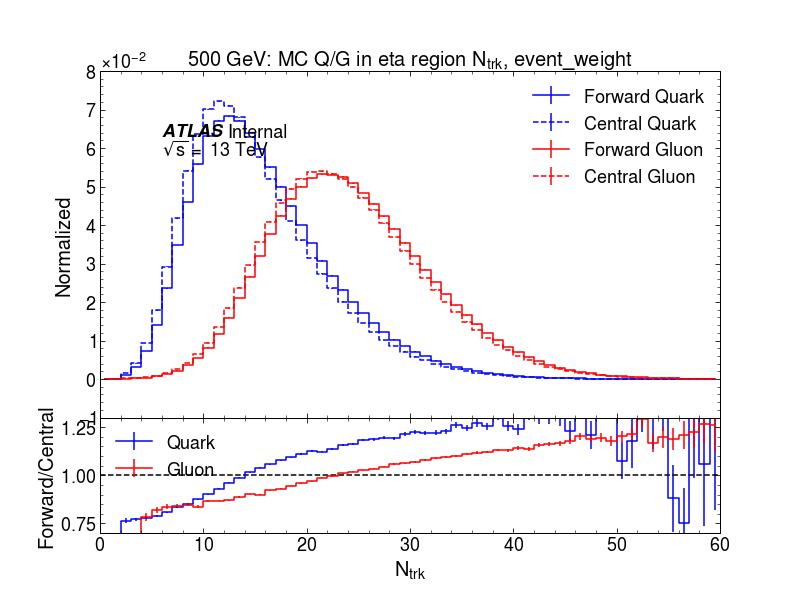 ×10⁻²
500 GeV: MC Q/G in eta region Nₜᵣₖ, event_weight
8
7
6
5
4
3
2
1
0
1
Normalized
ATLAS Internal
√s = 13 TeV
Forward Quark
Central Quark
Forward Gluon
Central Gluon
1.25
1.00
0.75
Forward/Central
Quark
Gluon
0 10 20 30 40 50 60
Nₜᵣₖ